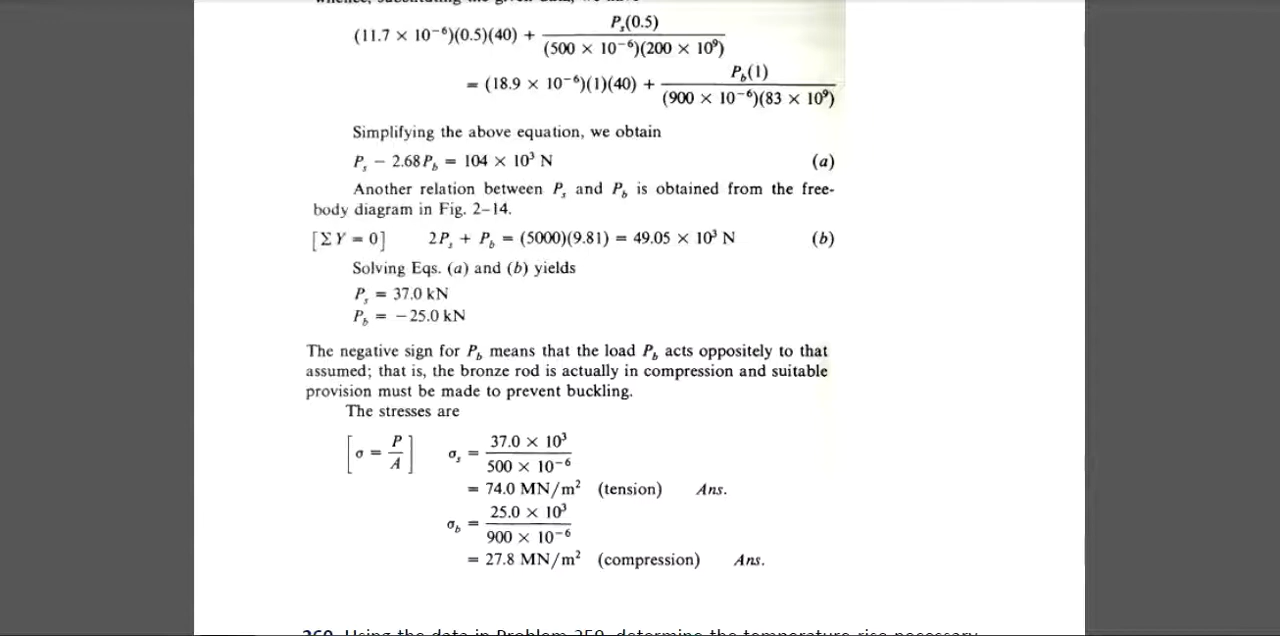 (11.7 × 10⁻⁶)(0.5)(40) + Pₛ(0.5) / (500 × 10⁻⁶)(200 × 10⁹)
= (18.9 × 10⁻⁶)(1)(40) + P_b(1) / (900 × 10⁻⁶)(83 × 10⁹)
Simplifying the above equation, we obtain
Pₛ − 2.68P_b = 104 × 10³ N (a)
Another relation between Pₛ and P_b is obtained from the free-
body diagram in Fig. 2–14.
[ΣY = 0] 2Pₛ + P_b = (5000)(9.81) = 49.05 × 10³ N (b)
Solving Eqs. (a) and (b) yields
Pₛ = 37.0 kN
P_b = −25.0 kN
The negative sign for P_b means that the load P_b acts oppositely to that
assumed; that is, the bronze rod is actually in compression and suitable
provision must be made to prevent buckling.
The stresses are
[σ = P/A] σₛ = 37.0 × 10³ / 500 × 10⁻⁶
= 74.0 MN/m² (tension) Ans.
σ_b = 25.0 × 10³ / 900 × 10⁻⁶
= 27.8 MN/m² (compression) Ans.